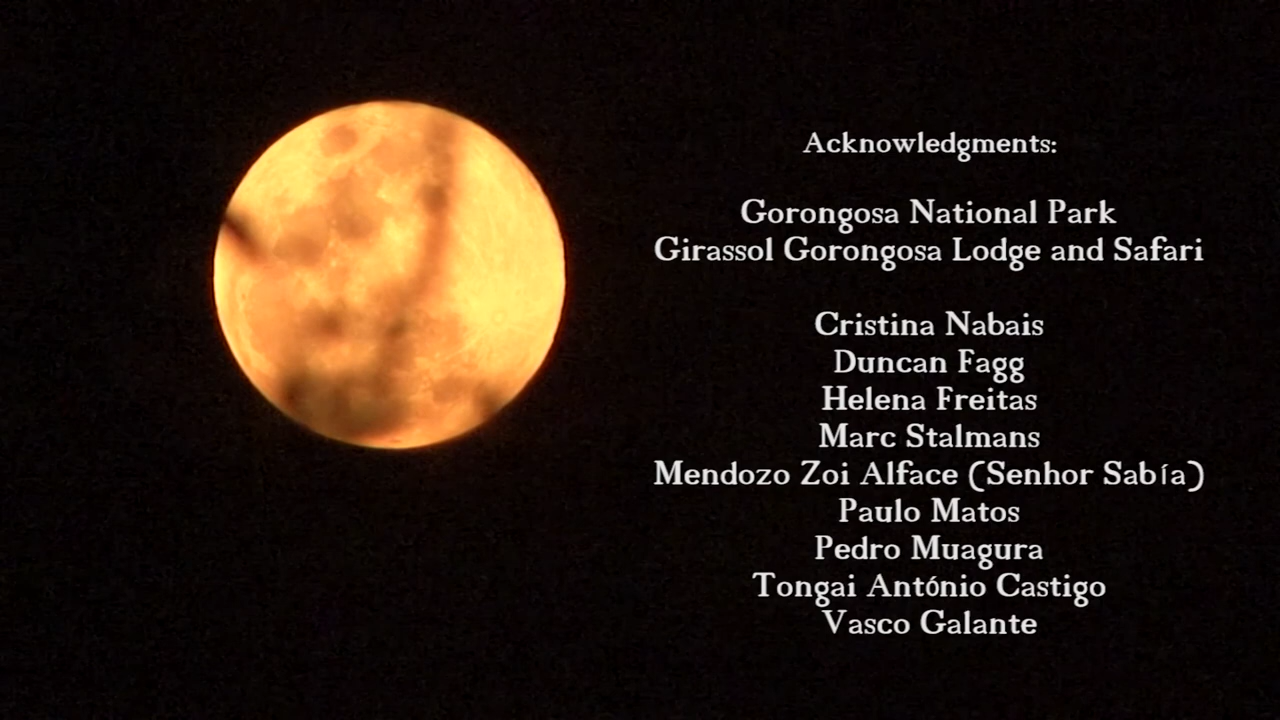 Acknowledgments:
Gorongosa National Park
Girassol Gorongosa Lodge and Safari
Cristina Nabais
Duncan Fagg
Helena Freitas
Marc Stalmans
Mendozo Zoi Alface (Senhor Sabía)
Paulo Matos
Pedro Muagura
Tongai António Castigo
Vasco Galante